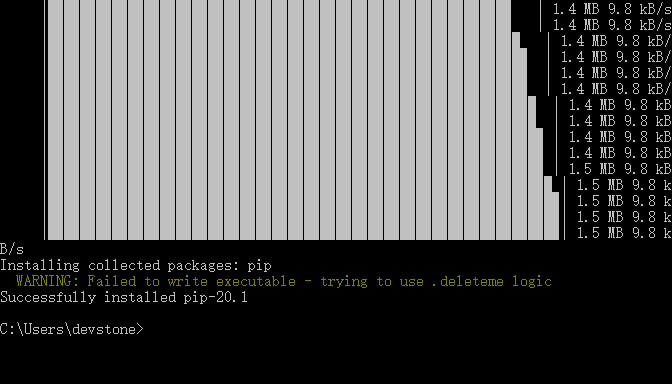 1.4 MB 9.8 kB/s
1.4 MB 9.8 kB/s
1.4 MB 9.8 kB/
1.4 MB 9.8 kB/
1.4 MB 9.8 kB/
1.4 MB 9.8 kB/
1.4 MB 9.8 kB
1.4 MB 9.8 kB
1.4 MB 9.8 kB
1.4 MB 9.8 kB
1.5 MB 9.8 kB
1.5 MB 9.8 k
1.5 MB 9.8 k
1.5 MB 9.8 k
1.5 MB 9.8 k
B/s
Installing collected packages: pip
WARNING: Failed to write executable - trying to use .deleteme logic
Successfully installed pip-20.1
C:\Users\devstone>